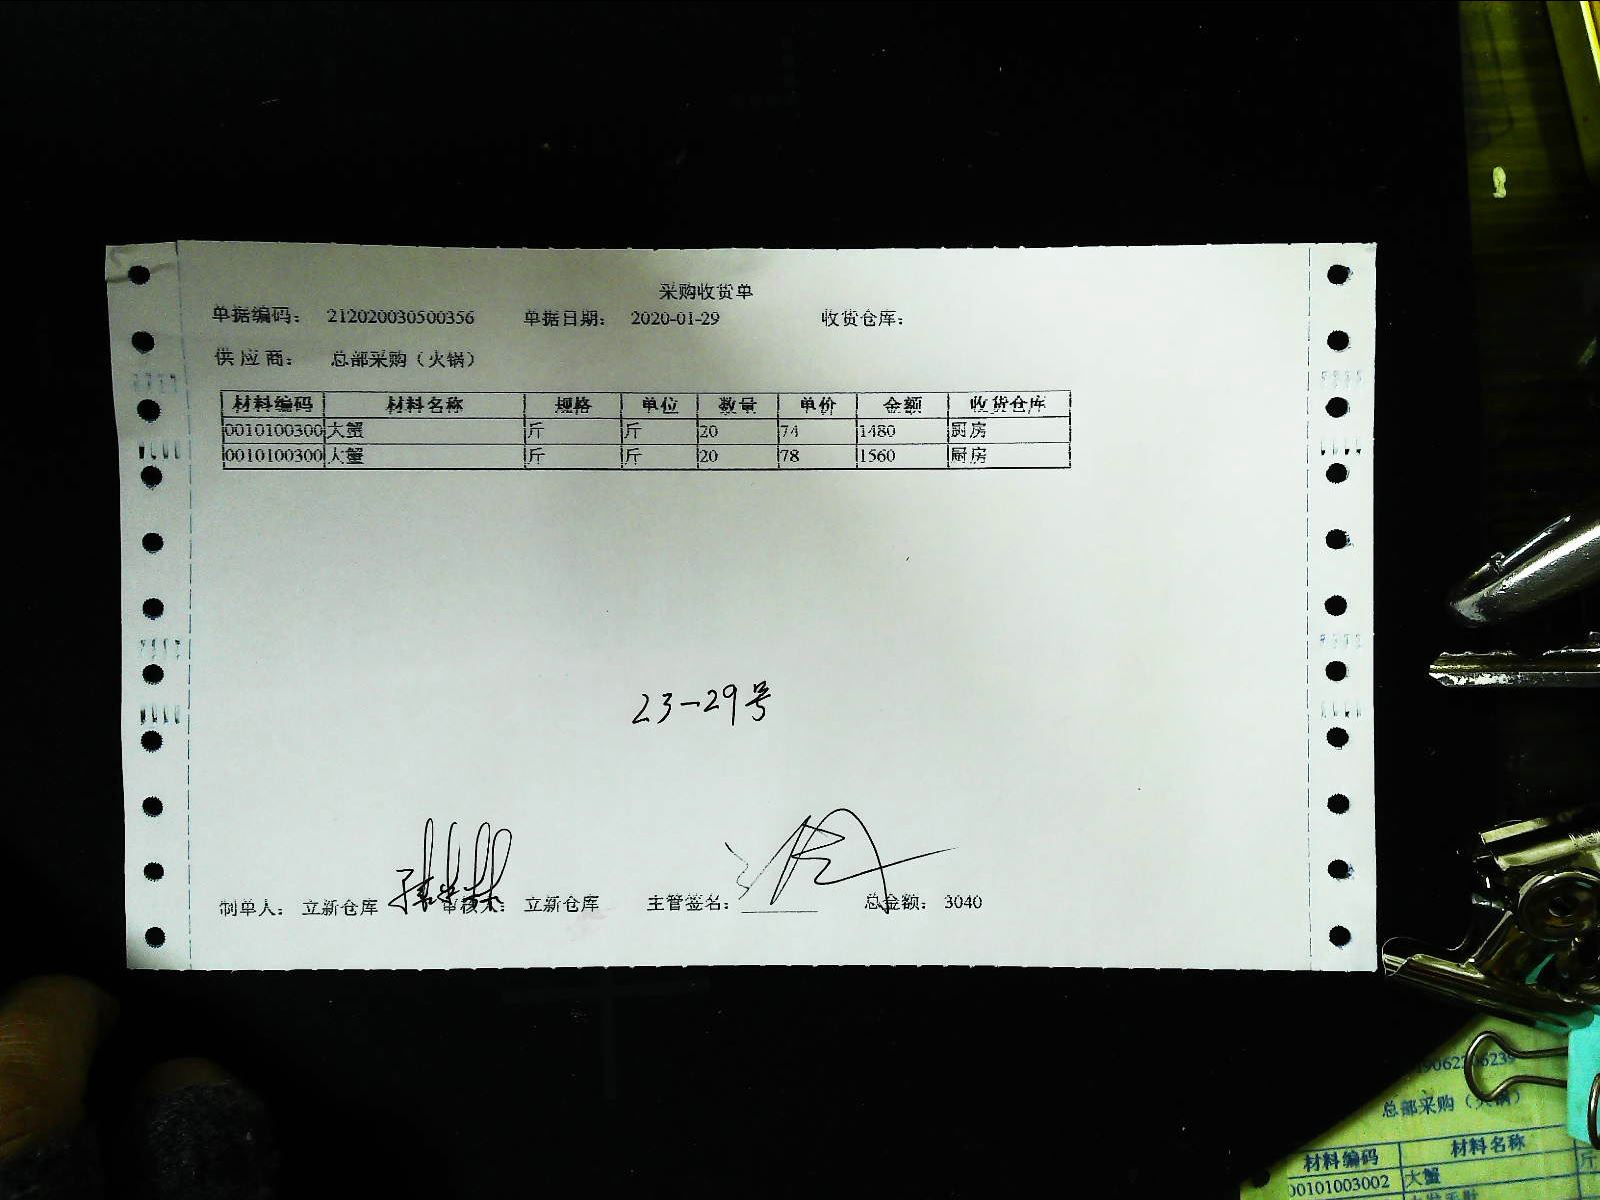 采购收货单
单据编码： 212020030500356 单据日期： 2020-01-29 收货仓库：
供应商： 总部采购（火锅）
材料编码 材料名称 规格 单位 数量 单价 金额 收货仓库
0010100300 大蟹 斤 斤 20 74 1480 厨房
0010100300 大蟹 斤 斤 20 78 1560 厨房
23-29号
制单人： 立新仓库 审核人： 立新仓库 主管签名： 总金额： 3040
总部采购（火锅）
材料编码 材料名称
00101003002 大蟹 斤